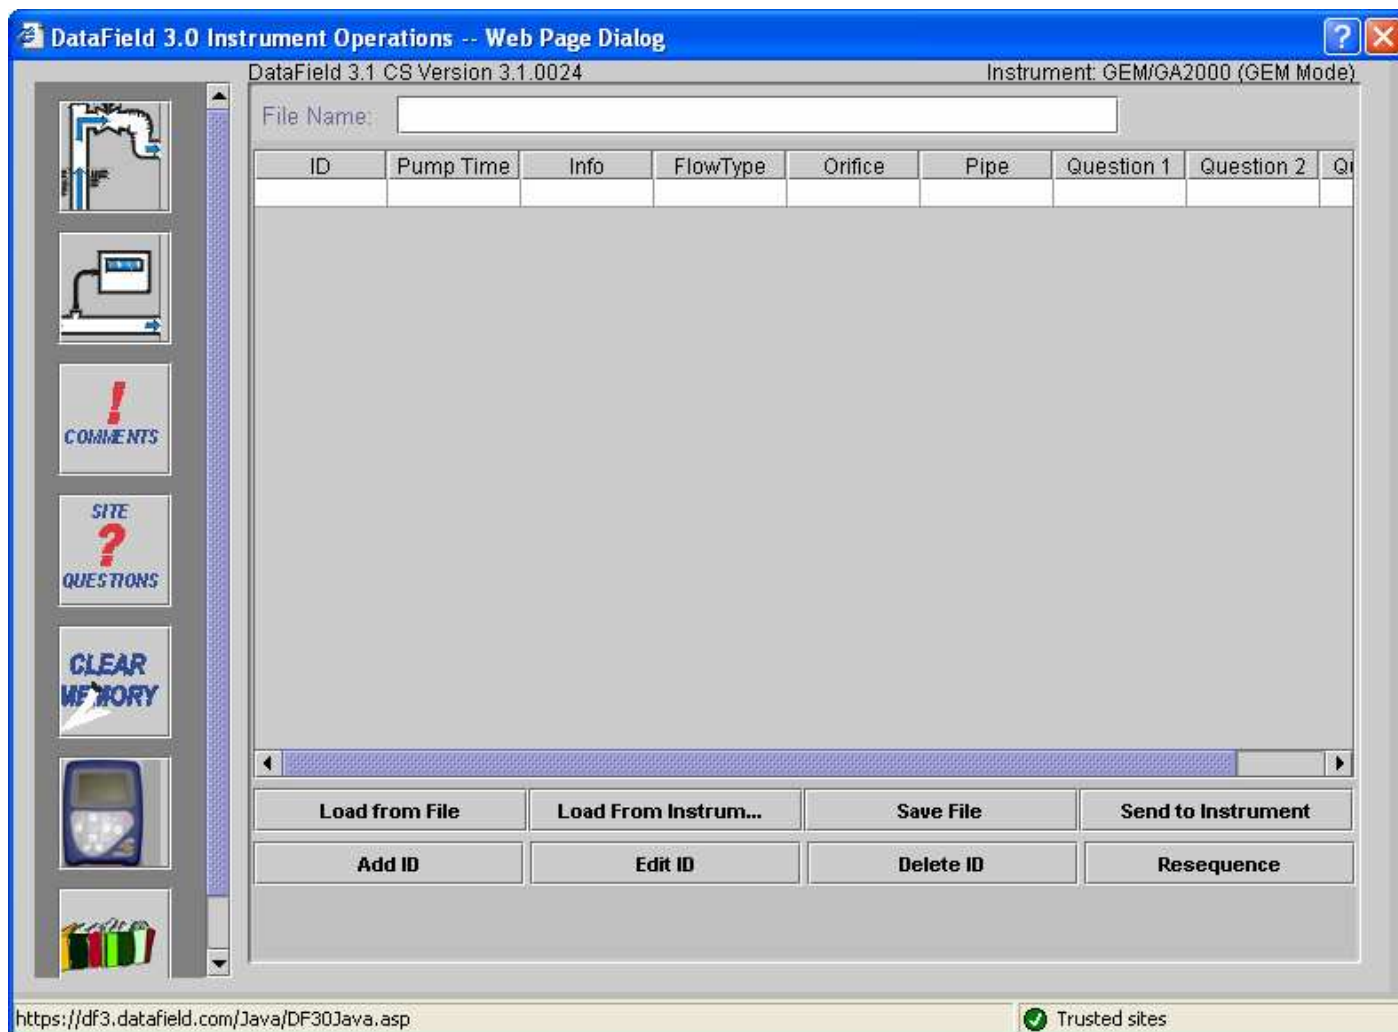 DataField 3.0 Instrument Operations -- Web Page Dialog
DataField 3.1 CS Version 3.1.0024 Instrument: GEM/GA2000 (GEM Mode)
File Name:
ID Pump Time Info FlowType Orifice Pipe Question 1 Question 2
COMMENTS
SITE
?
QUESTIONS
CLEAR
MEMORY
Load from File Load From Instrum... Save File Send to Instrument
Add ID Edit ID Delete ID Resequence
https://df3.datafield.com/Java/DF30Java.asp Trusted sites